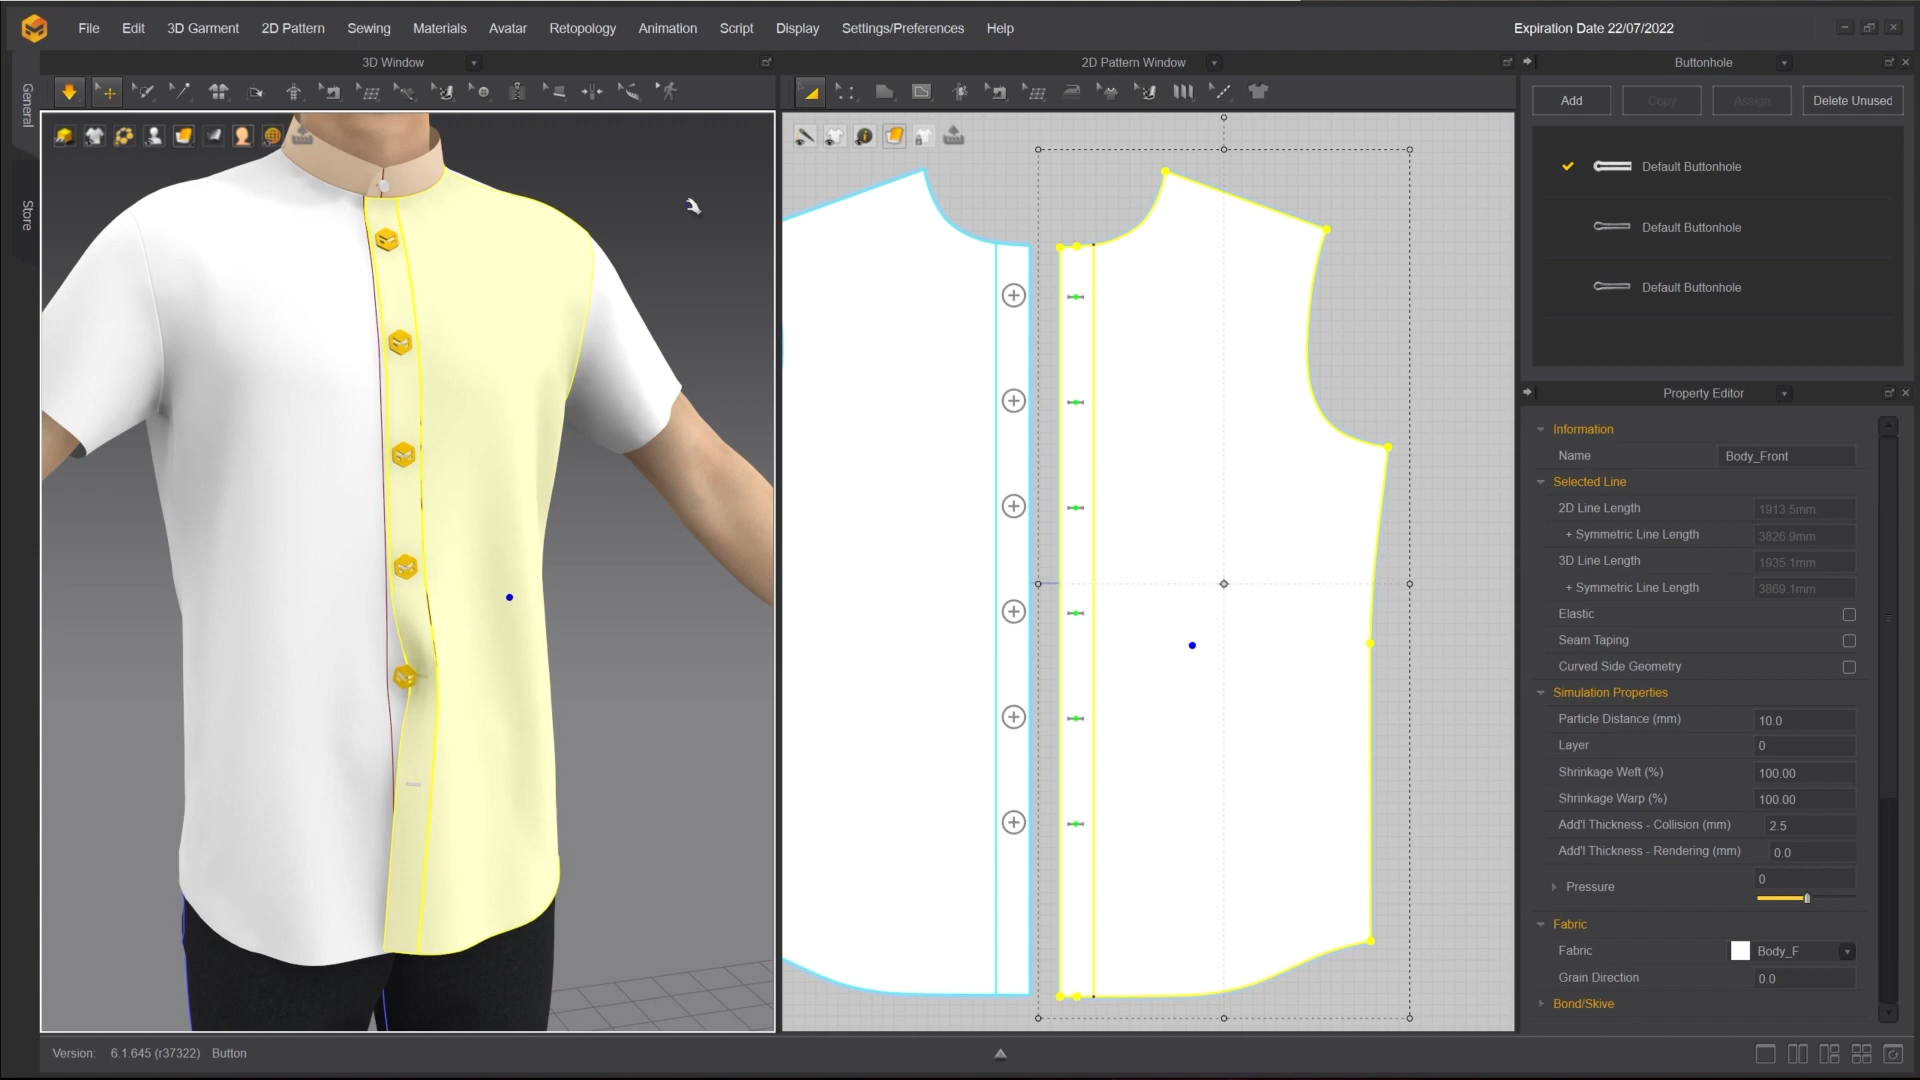 File Edit 3D Garment 2D Pattern Sewing Materials Avatar Retopology Animation Script Display Settings/Preferences Help Expiration Date 22/07/2022
3D Window
2D Pattern Window
Buttonhole
General
Store
Add Copy Assign Delete Unused
Default Buttonhole
Default Buttonhole
Default Buttonhole
Property Editor
Information
Name Body_Front
Selected Line
2D Line Length 1913.5mm
+ Symmetric Line Length 3826.9mm
3D Line Length 1935.1mm
+ Symmetric Line Length 3869.1mm
Elastic
Seam Taping
Curved Side Geometry
Simulation Properties
Particle Distance (mm) 10.0
Layer 0
Shrinkage Weft (%) 100.00
Shrinkage Warp (%) 100.00
Add'l Thickness - Collision (mm) 2.5
Add'l Thickness - Rendering (mm) 0.0
Pressure 0
Fabric
Fabric Body_F
Grain Direction 0.0
Bond/Skive
Version: 6.1.645 (r37322) Button